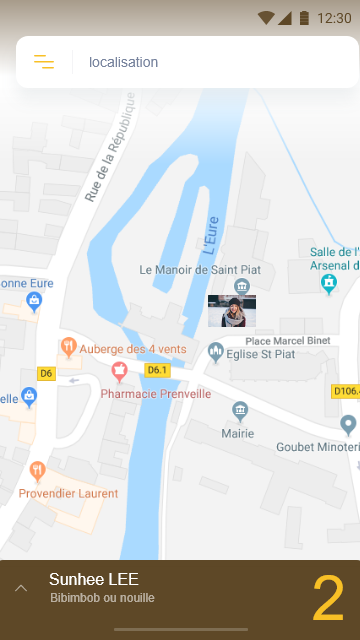 12:30
localisation
Rue de la République
L'Eure
Salle de l'
Arsenal d
Le Manoir de Saint Piat
onne Eure
Place Marcel Binet
Auberge des 4 vents
Eglise St Piat
D6.1
D6
Pharmacie Prenveille
D106.4
elle
Mairie
Goubet Minoteri
Provendier Laurent
Sunhee LEE
Bibimbob ou nouille
2